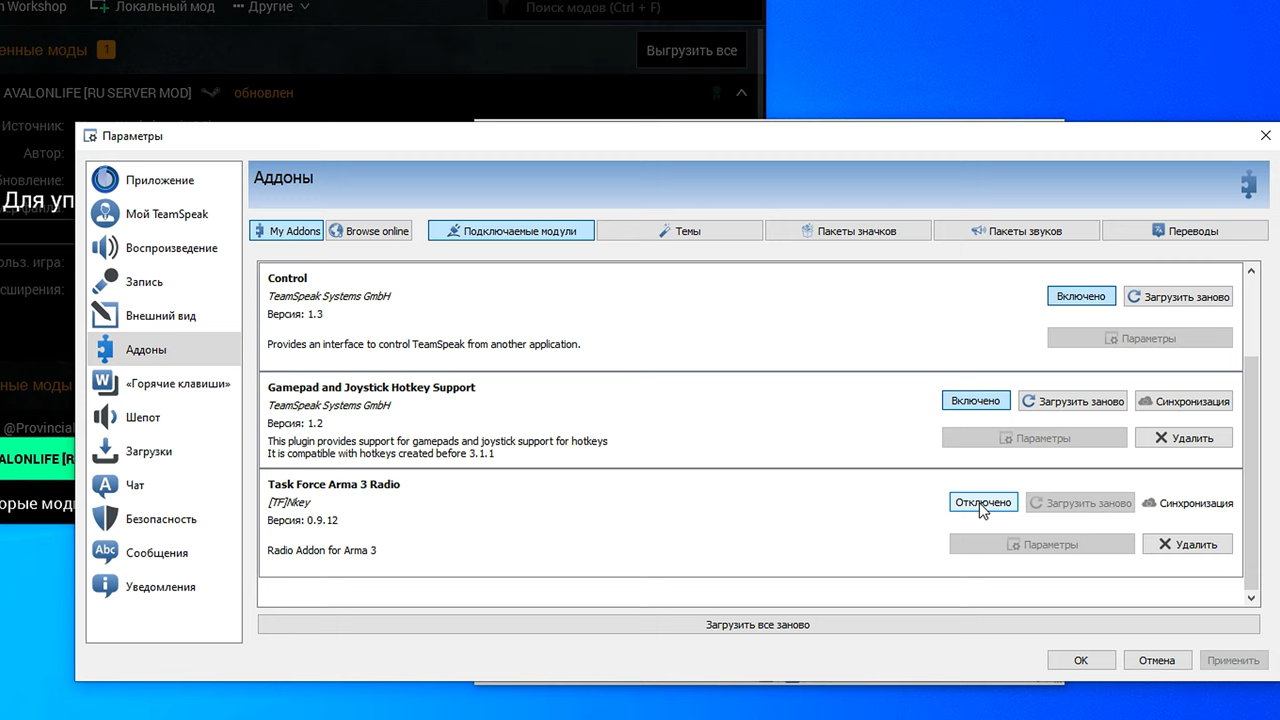 Workshop
Локальный мод
Другие
Поиск модов (Ctrl + F)
енные моды 1
Выгрузить все
AVALONLIFE [RU SERVER MOD]
обновлен
Источник:
Автор:
новление:
Для уп
ольз. игра:
сширения:
нные моды
@Provincial
ALONLIFE [R
орые мод
Параметры
Приложение
Мой TeamSpeak
Воспроизведение
Запись
Внешний вид
Аддоны
«Горячие клавиши»
Шепот
Загрузки
Чат
Безопасность
Сообщения
Уведомления
Аддоны
My Addons
Browse online
Подключаемые модули
Темы
Пакеты значков
Пакеты звуков
Переводы
Control
TeamSpeak Systems GmbH
Версия: 1.3
Provides an interface to control TeamSpeak from another application.
Включено
Загрузить заново
Параметры
Gamepad and Joystick Hotkey Support
TeamSpeak Systems GmbH
Версия: 1.2
This plugin provides support for gamepads and joystick support for hotkeys
It is compatible with hotkeys created before 3.1.1
Включено
Загрузить заново
Синхронизация
Параметры
Удалить
Task Force Arma 3 Radio
[TF]Nkey
Версия: 0.9.12
Radio Addon for Arma 3
Отключено
Загрузить заново
Синхронизация
Параметры
Удалить
Загрузить все заново
OK
Отмена
Применить